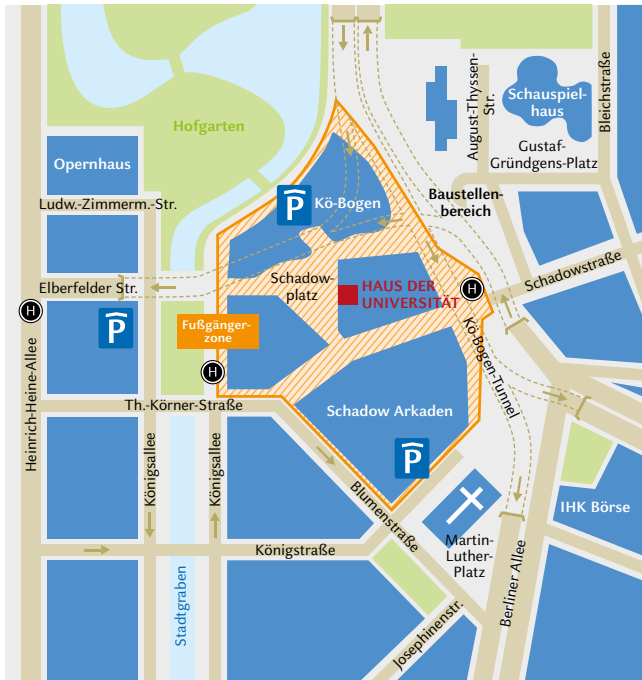 Hofgarten
Opernhaus
Ludw.-Zimmerm.-Str.
Elberfelder Str.
Heinrich-Heine-Allee
H
P
P
Kö-Bogen
August-Thyssen-
Str.
Schauspiel-
haus
Gustaf-
Gründgens-Platz
Bleichstraße
Baustellen-
bereich
Schadowstraße
Schadow-
platz
HAUS DER
UNIVERSITÄT
H
Fußgänger-
zone
H
Kö-Bogen-Tunnel
Th.-Körner-Straße
Schadow Arkaden
P
Königsallee
Königsallee
Blumenstraße
Königstraße
Stadtgraben
Martin-
Luther-
Platz
IHK Börse
Berliner Allee
Josephinenstr.